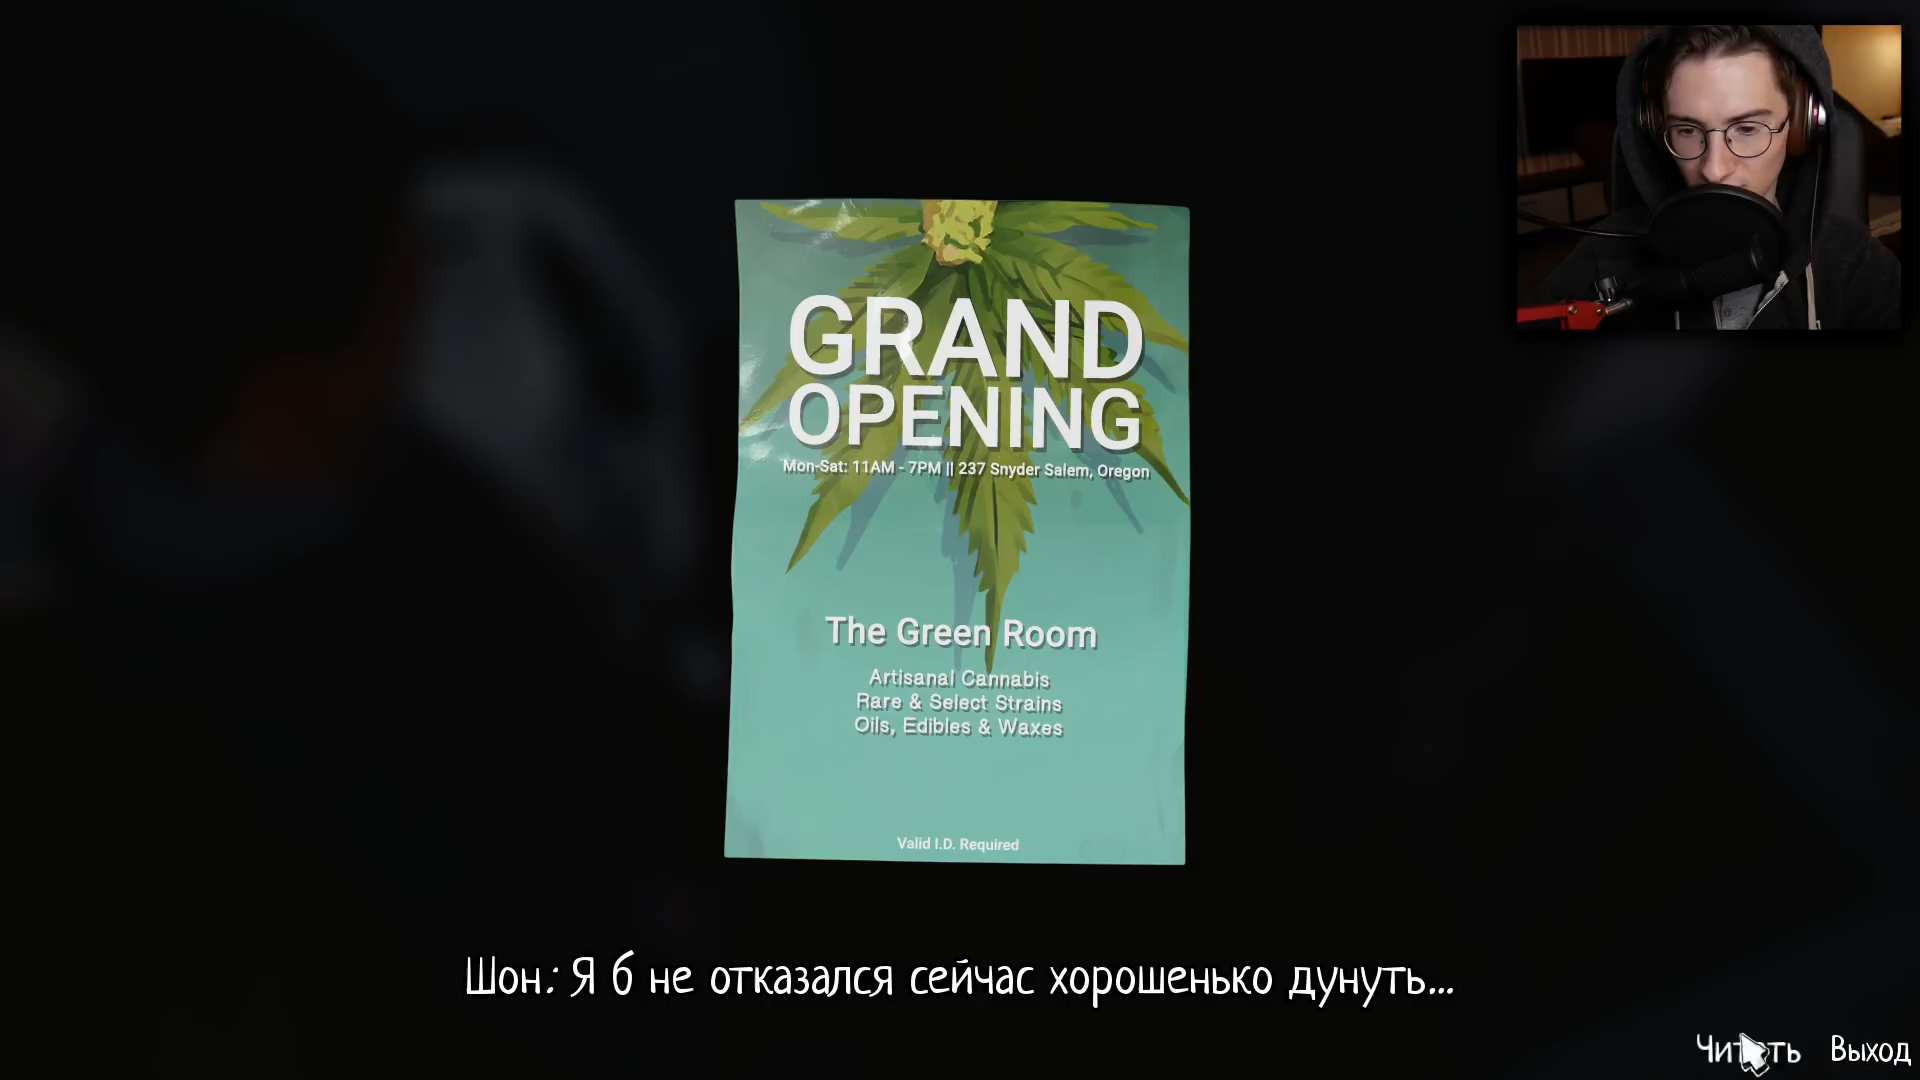 GRAND
OPENING
Mon-Sat: 11AM - 7PM || 237 Snyder Salem, Oregon
The Green Room
Artisanal Cannabis
Rare & Select Strains
Oils, Edibles & Waxes
Valid I.D. Required
Шон: Я б не отказался сейчас хорошенько дунуть...
Читать Выход